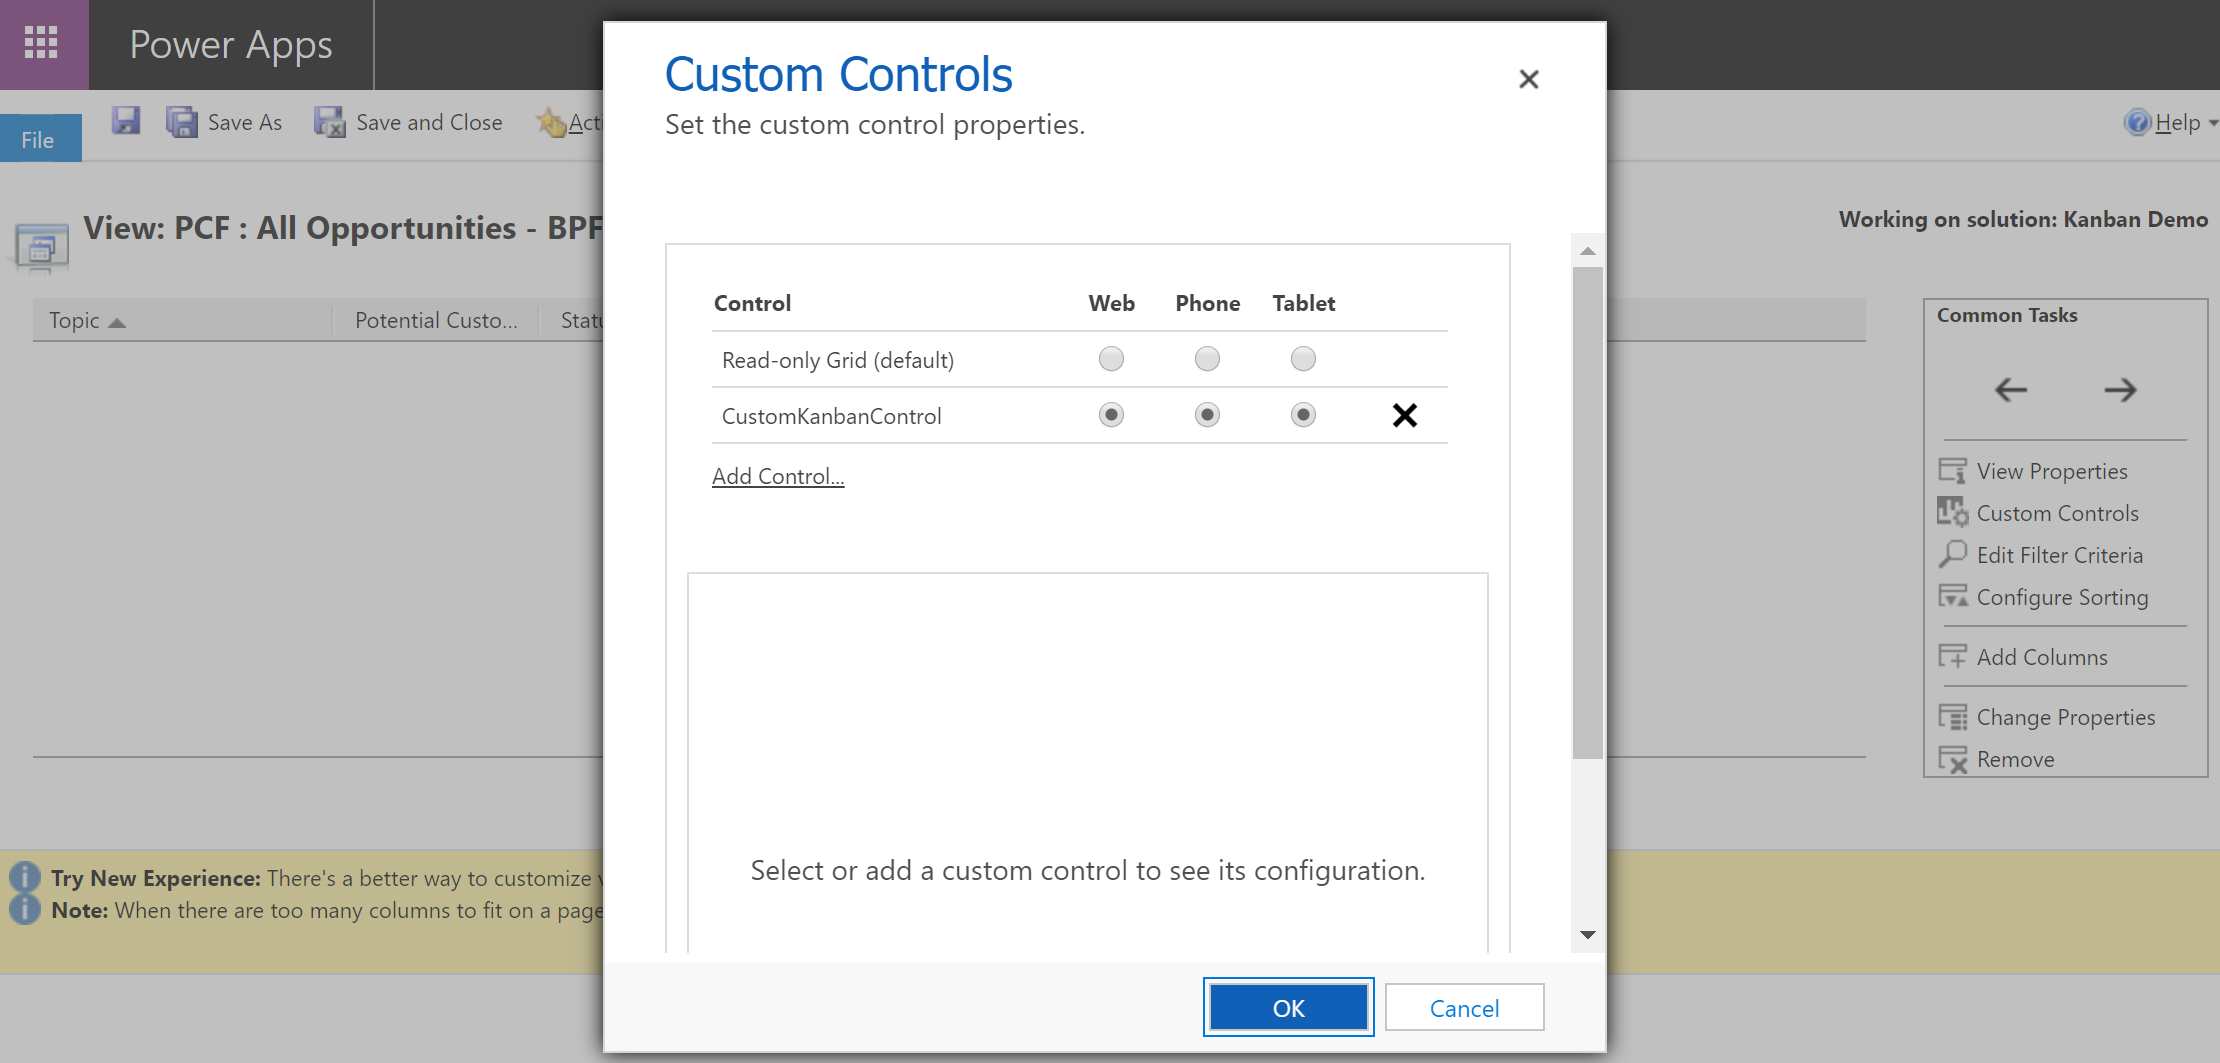 Power Apps
File
Save As
Save and Close
Acti
Help
View: PCF : All Opportunities - BPF
Working on solution: Kanban Demo
Topic
Potential Custo...
Statu
Custom Controls
Set the custom control properties.
Control Web Phone Tablet
Read-only Grid (default)
CustomKanbanControl
Add Control...
Select or add a custom control to see its configuration.
OK
Cancel
Common Tasks
View Properties
Custom Controls
Edit Filter Criteria
Configure Sorting
Add Columns
Change Properties
Remove
Try New Experience: There's a better way to customize v
Note: When there are too many columns to fit on a page